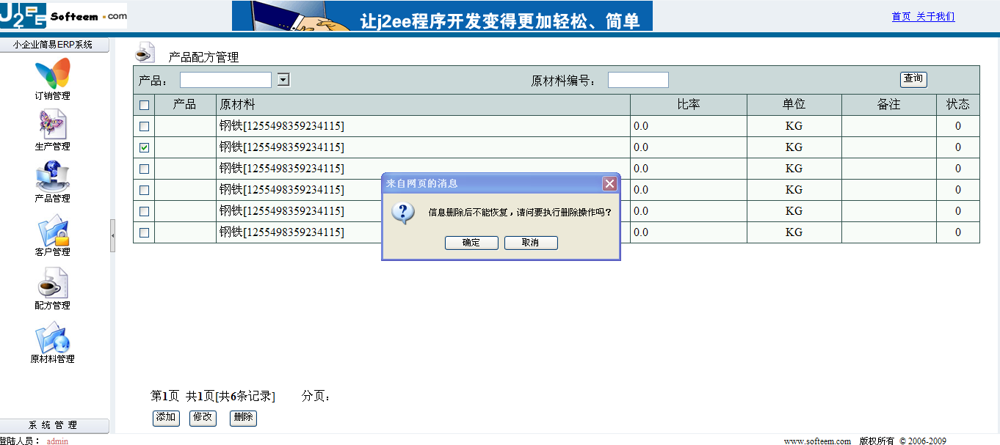 J2EE Softeem .com
让j2ee程序开发变得更加轻松、简单
首页 关于我们
小企业简易ERP系统
订销管理
生产管理
产品管理
客户管理
配方管理
原材料管理
系 统 管 理
登陆人员： admin
产品配方管理
产品： 原材料编号： 查询
产品 原材料 比率 单位 备注 状态
钢铁[1255498359234115] 0.0 KG 0
钢铁[1255498359234115] 0.0 KG 0
钢铁[1255498359234115] 0.0 KG 0
钢铁[1255498359234115] 0.0 KG 0
钢铁[1255498359234115] 0.0 KG 0
钢铁[1255498359234115] 0.0 KG 0
来自网页的消息
信息删除后不能恢复，请问要执行删除操作吗?
确定 取消
第1页 共1页[共6条记录] 分页：
添加 修改 删除
www.softeem.com 版权所有 © 2006-2009